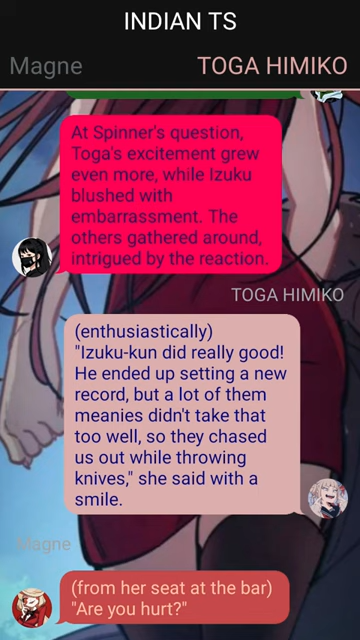 INDIAN TS
Magne
TOGA HIMIKO
At Spinner's question,
Toga's excitement grew
even more, while Izuku
blushed with
embarrassment. The
others gathered around,
intrigued by the reaction.
TOGA HIMIKO
(enthusiastically)
"Izuku-kun did really good!
He ended up setting a new
record, but a lot of them
meanies didn't take that
too well, so they chased
us out while throwing
knives," she said with a
smile.
Magne
(from her seat at the bar)
"Are you hurt?"